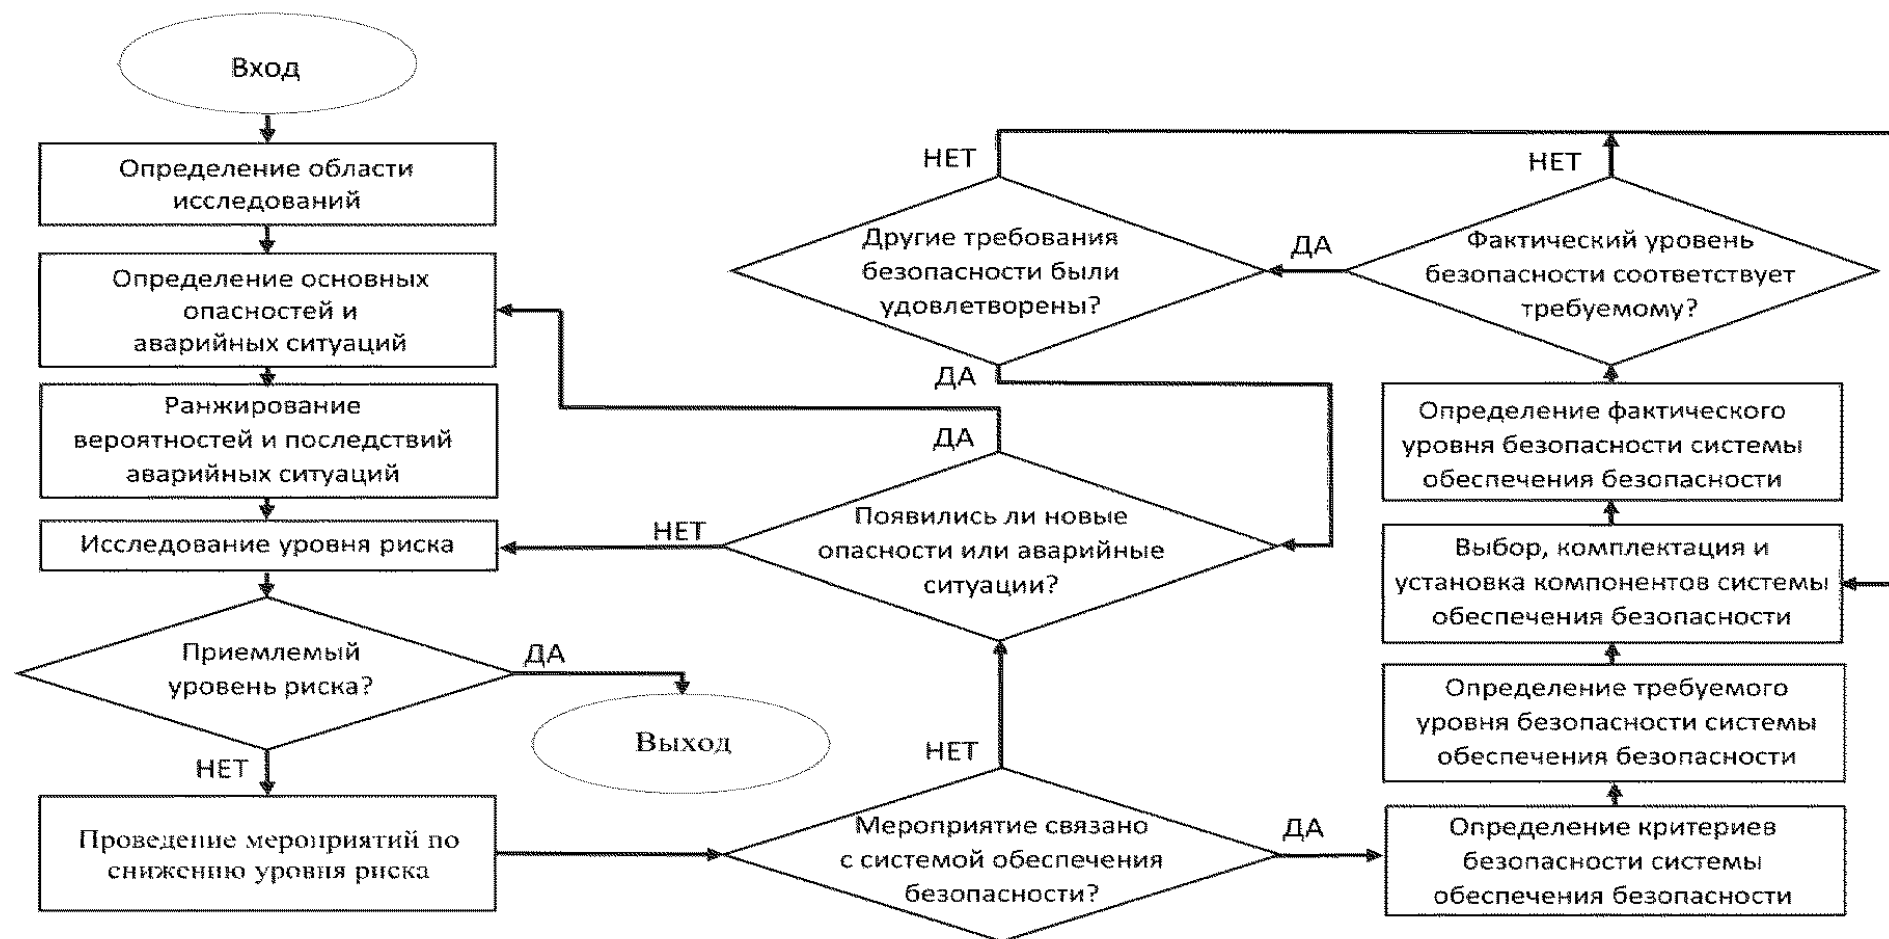 Вход
Определение области
исследований
Определение основных
опасностей и
аварийных ситуаций
Ранжирование
вероятностей и последствий
аварийных ситуаций
Исследование уровня риска
Приемлемый
уровень риска?
ДА
Выход
НЕТ
Проведение мероприятий по
снижению уровня риска
Мероприятие связано
с системой обеспечения
безопасности?
НЕТ
ДА
Появились ли новые
опасности или аварийные
ситуации?
НЕТ
ДА
Другие требования
безопасности были
удовлетворены?
НЕТ
ДА
Фактический уровень
безопасности соответствует
требуемому?
НЕТ
ДА
Определение фактического
уровня безопасности системы
обеспечения безопасности
Выбор, комплектация и
установка компонентов системы
обеспечения безопасности
Определение требуемого
уровня безопасности системы
обеспечения безопасности
Определение критериев
безопасности системы
обеспечения безопасности